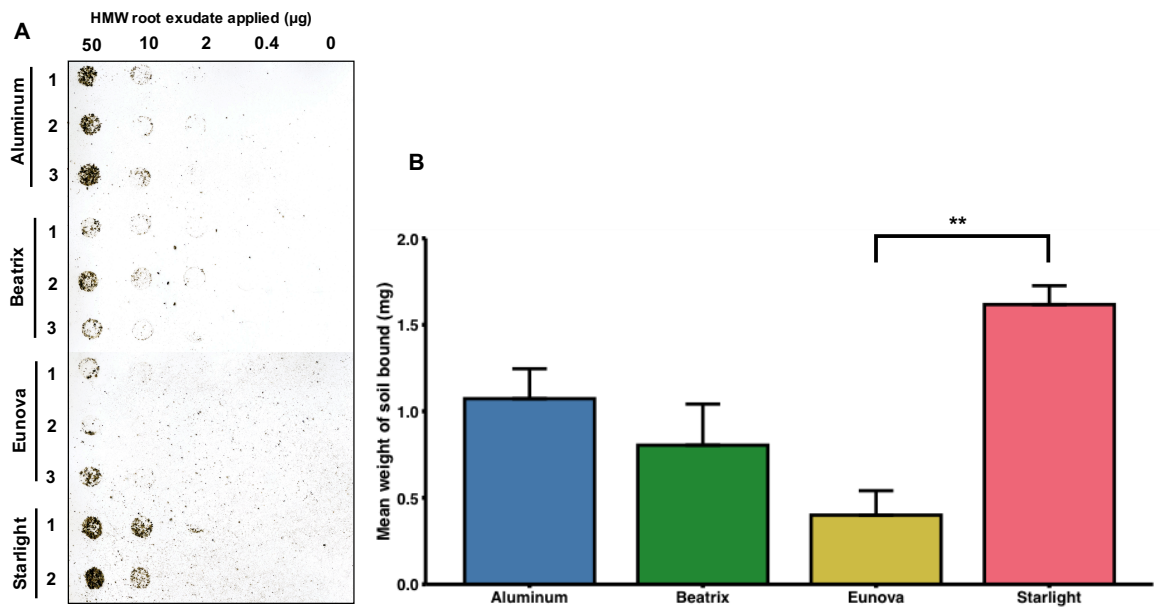 A
HMW root exudate applied (µg)
50 10 2 0.4 0
Aluminum
1
2
3
Beatrix
1
2
3
Eunova
1
2
3
Starlight
1
2
B
**
Mean weight of soil bound (mg)
2.0
1.5
1.0
0.5
0.0
Aluminum Beatrix Eunova Starlight